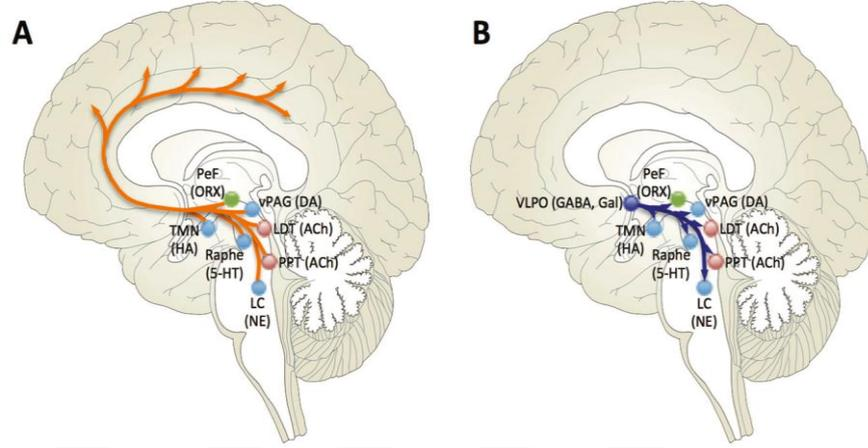 A
PeF
(ORX)
vPAG (DA)
TMN
(HA)
LDT (ACh)
Raphe
(5-HT)
PPT (ACh)
LC
(NE)
B
PeF
(ORX)
VLPO (GABA, Gal)
vPAG (DA)
TMN
(HA)
LDT (ACh)
Raphe
(5-HT)
PPT (ACh)
LC
(NE)